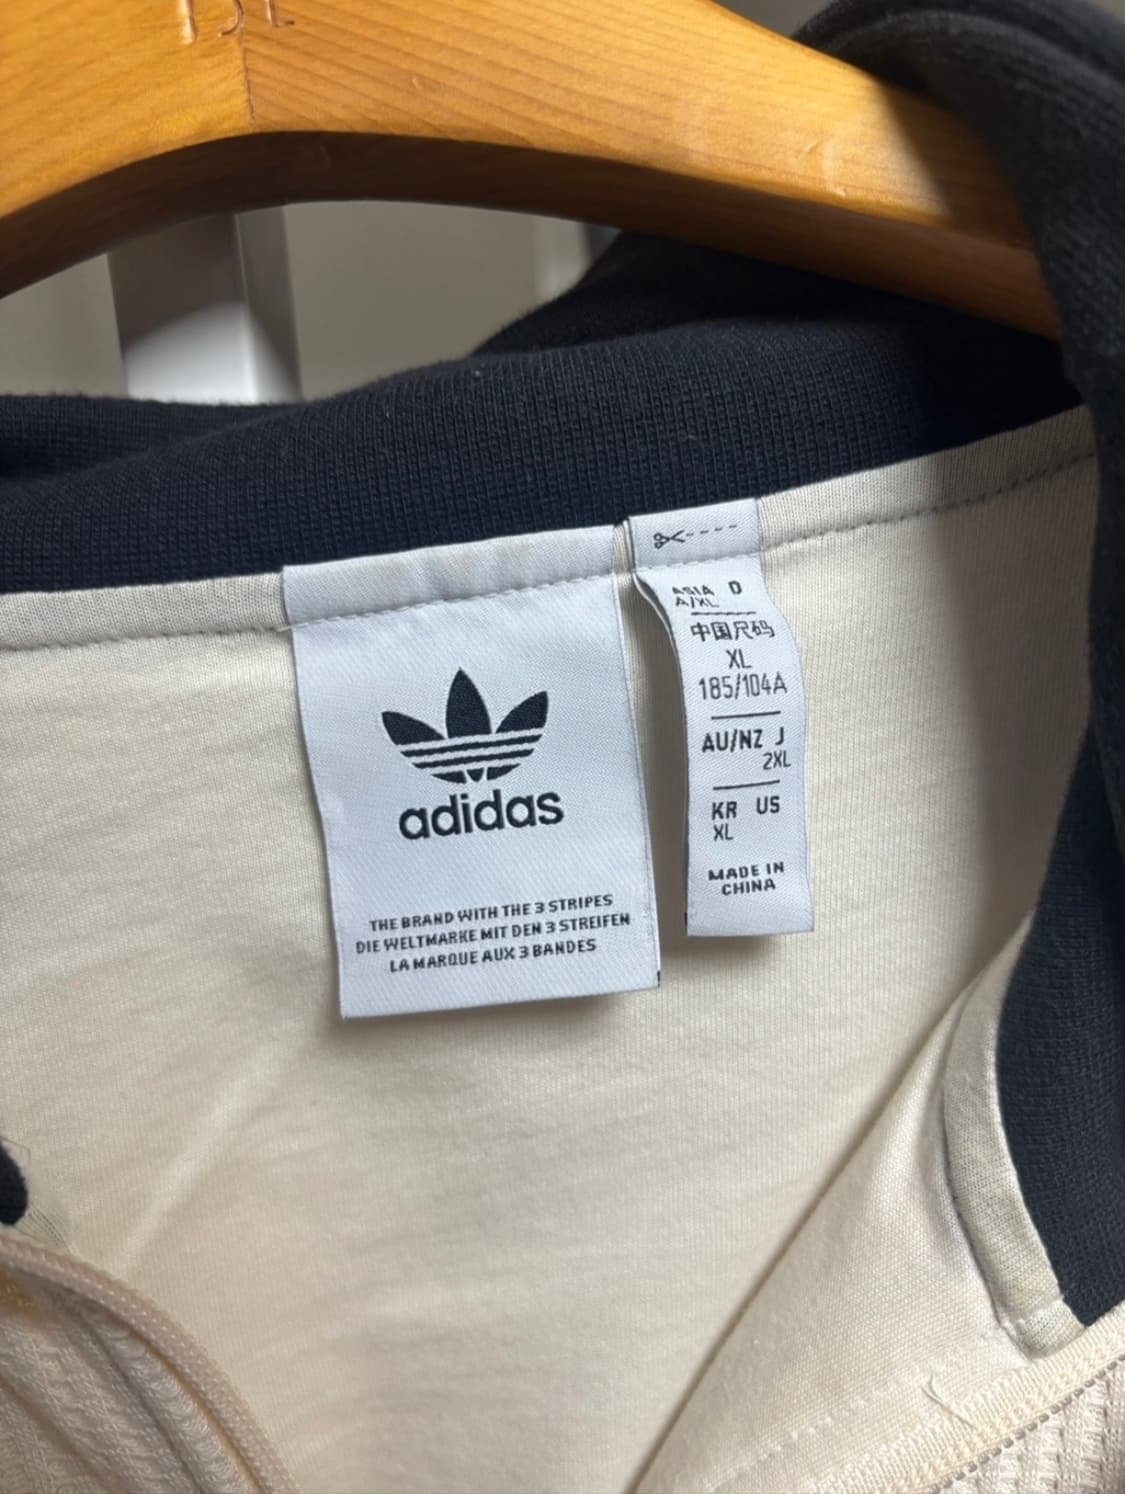 adidas
THE BRAND WITH THE 3 STRIPES
DIE WELTMARKE MIT DEN 3 STREIFEN
LA MARQUE AUX 3 BANDES
ASIA D
A/XL
中国尺码
XL
185/104A
AU/NZ J
2XL
KR US
XL
MADE IN
CHINA